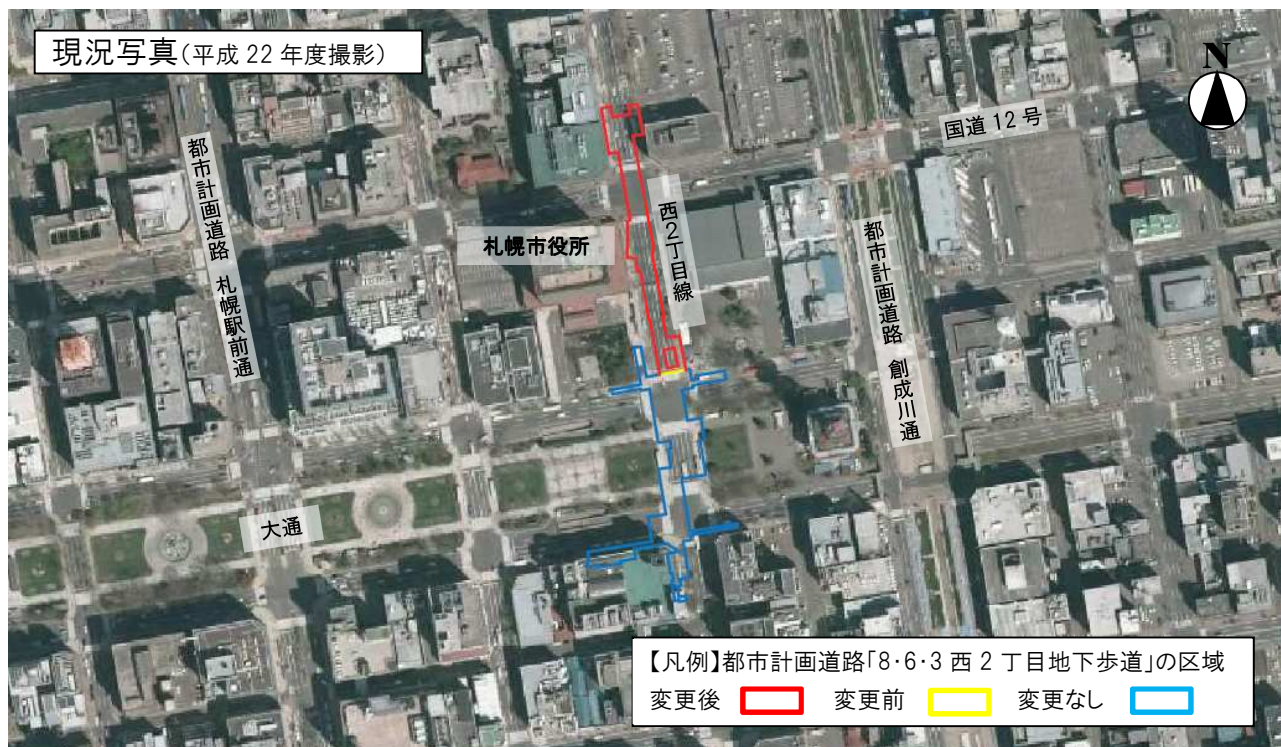 現況写真(平成22年度撮影)
N
国道12号
都市計画道路 札幌駅前通
西2丁目線
札幌市役所
都市計画道路 創成川通
大通
【凡例】都市計画道路「8・6・3 西2丁目地下歩道」の区域
変更後 変更前 変更なし